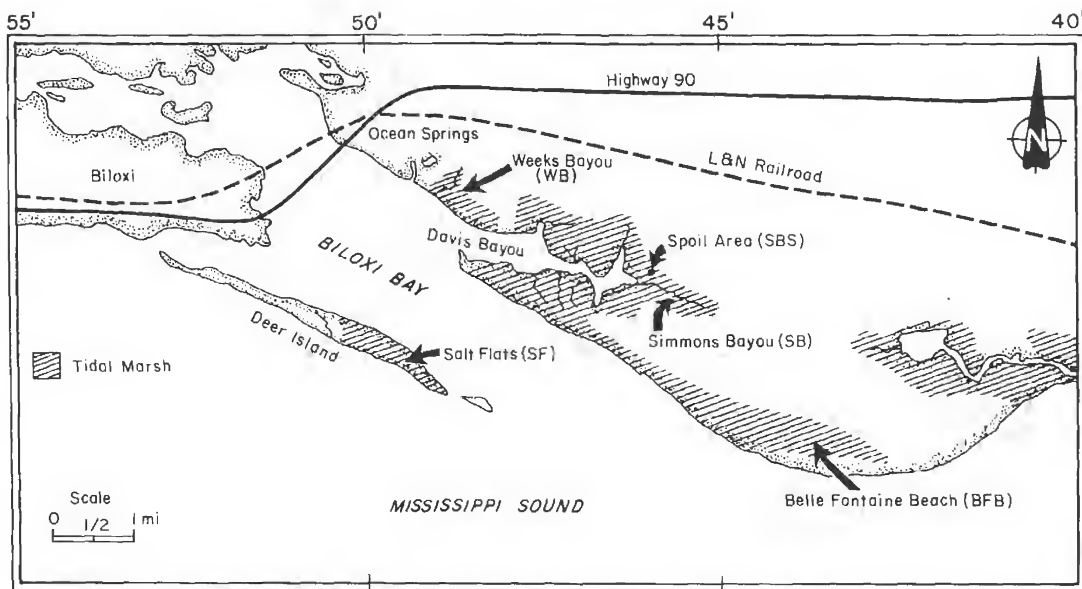 55' 50' 45' 40'
Highway 90
N
Ocean Springs
L&N Railroad
Weeks Bayou
(WB)
Biloxi
Spoil Area (SBS)
Davis Bayou
BILOXI BAY
Simmons Bayou (SB)
Deer Island
Salt Flats (SF)
Tidal Marsh
Scale
0 1/2 1 mi
MISSISSIPPI SOUND
Belle Fontaine Beach (BFB)